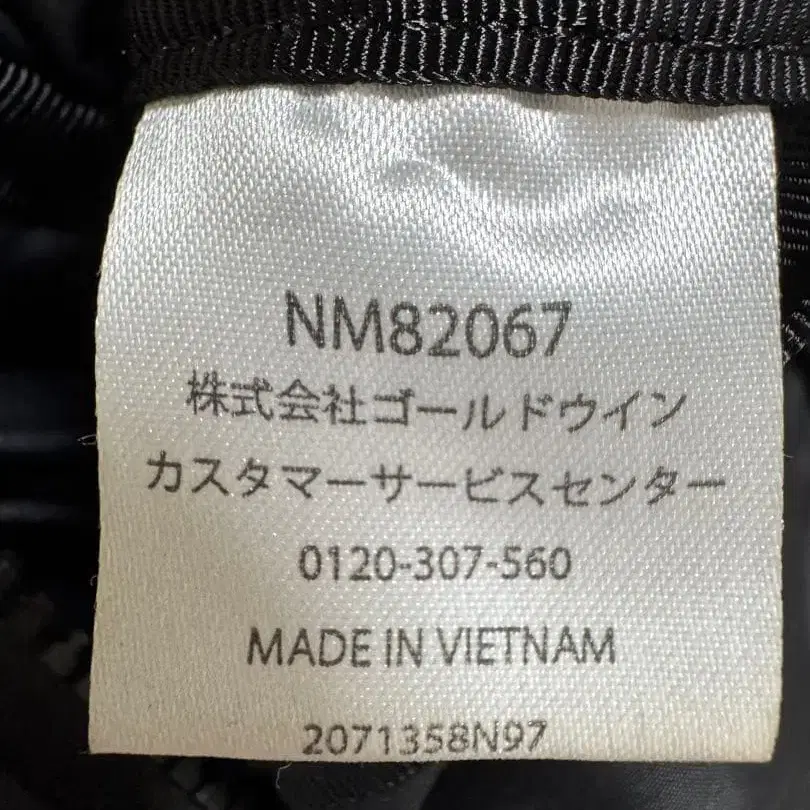 NM82067
株式会社ゴールドウイン
カスタマーサービスセンター
0120-307-560
MADE IN VIETNAM
2071358N97